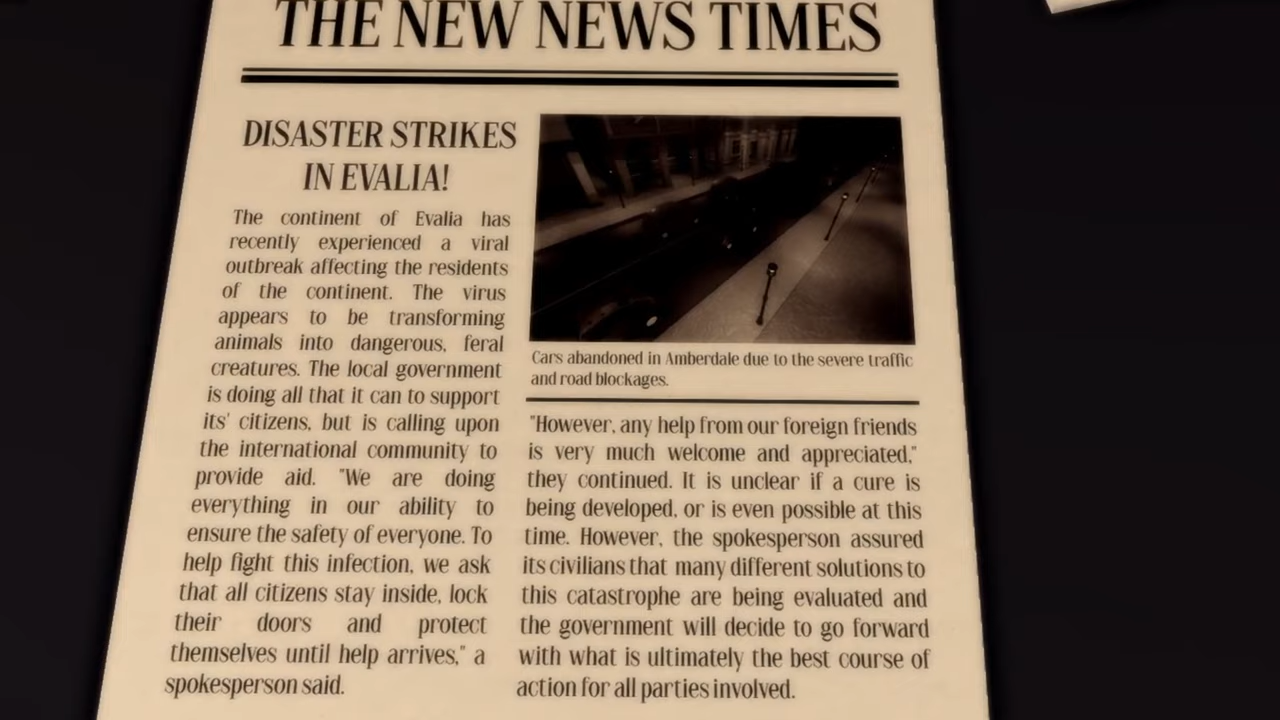 THE NEW NEWS TIMES
DISASTER STRIKES
IN EVALIA!
The continent of Evalia has
recently experienced a viral
outbreak affecting the residents
of the continent. The virus
appears to be transforming
animals into dangerous, feral
creatures. The local government
is doing all that it can to support
its' citizens, but is calling upon
the international community to
provide aid. "We are doing
everything in our ability to
ensure the safety of everyone. To
help fight this infection, we ask
that all citizens stay inside, lock
their doors and protect
themselves until help arrives," a
spokesperson said.
Cars abandoned in Amberdale due to the severe traffic
and road blockages.
"However, any help from our foreign friends
is very much welcome and appreciated,"
they continued. It is unclear if a cure is
being developed, or is even possible at this
time. However, the spokesperson assured
its civilians that many different solutions to
this catastrophe are being evaluated and
the government will decide to go forward
with what is ultimately the best course of
action for all parties involved.